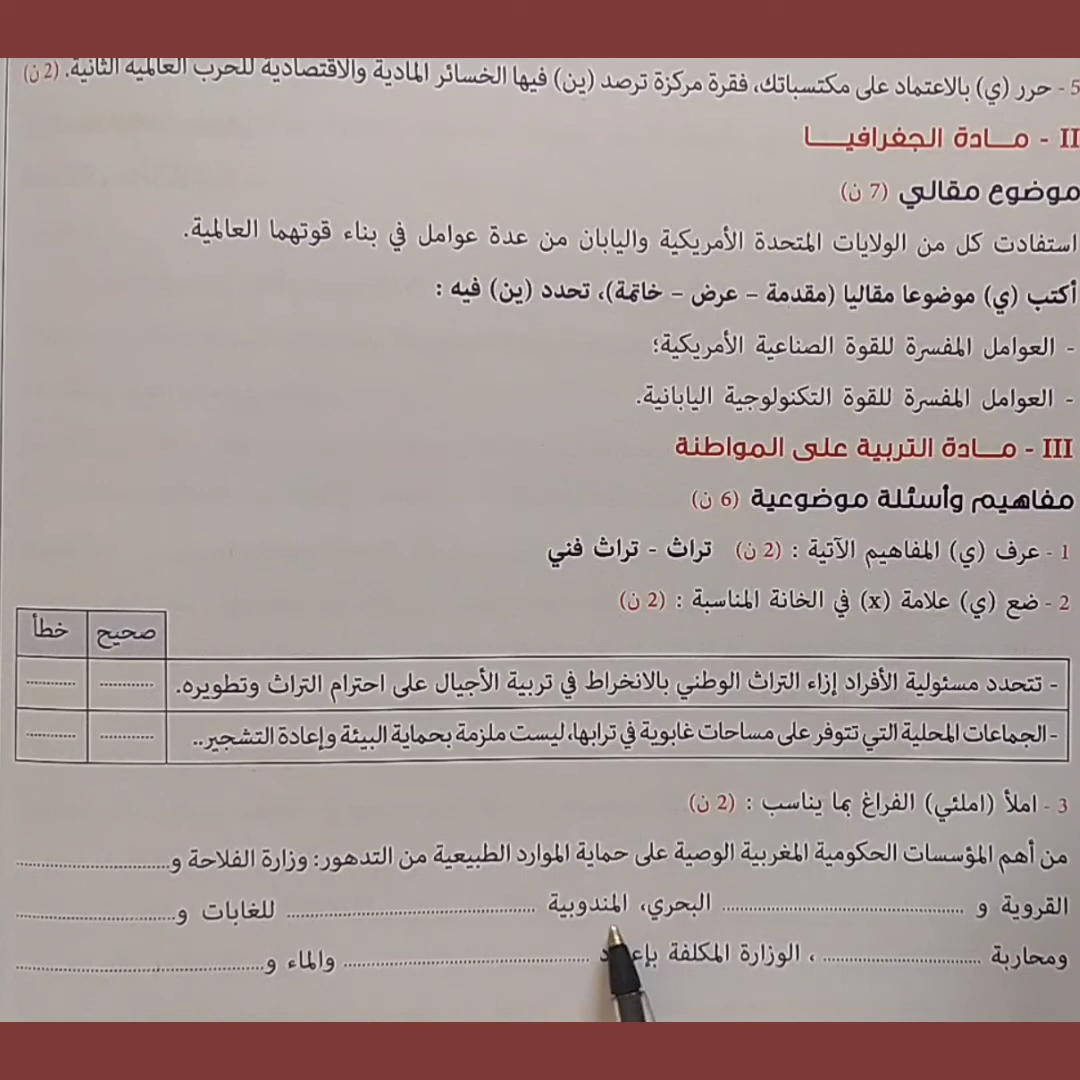 5 - حرر (ي) بالاعتماد على مكتسباتك، فقرة مركزة ترصد (ين) فيها الخسائر المادية والاقتصادية للحرب العالمية الثانية. (2 ن)
II - مـــادة الجغرافيـــــا
موضوع مقالي (7 ن)
استفادت كل من الولايات المتحدة الأمريكية واليابان من عدة عوامل في بناء قوتهما العالمية.
أكتب (ي) موضوعا مقاليا (مقدمة – عرض – خاتمة)، تحدد (ين) فيه :
- العوامل المفسرة للقوة الصناعية الأمريكية؛
- العوامل المفسرة للقوة التكنولوجية اليابانية.
III - مـــادة التربية على المواطنة
مفاهيم وأسئلة موضوعية (6 ن)
1 - عرف (ي) المفاهيم الآتية : (2 ن) تراث - تراث فني
2 - ضع (ي) علامة (x) في الخانة المناسبة : (2 ن)
صحيح خطأ
- تتحدد مسئولية الأفراد إزاء التراث الوطني بالانخراط في تربية الأجيال على احترام التراث وتطويره. ............ ............
- الجماعات المحلية التي تتوفر على مساحات غابوية في ترابها، ليست ملزمة بحماية البيئة وإعادة التشجير.. ............ ............
3 - املأ (املئي) الفراغ بما يناسب : (2 ن)
من أهم المؤسسات الحكومية المغربية الوصية على حماية الموارد الطبيعية من التدهور: وزارة الفلاحة و..............................
القروية و .............................. البحري، المندوبية .............................. للغابات و..............................
ومحاربة .............................. ، الوزارة المكلفة .............................. والماء و..............................